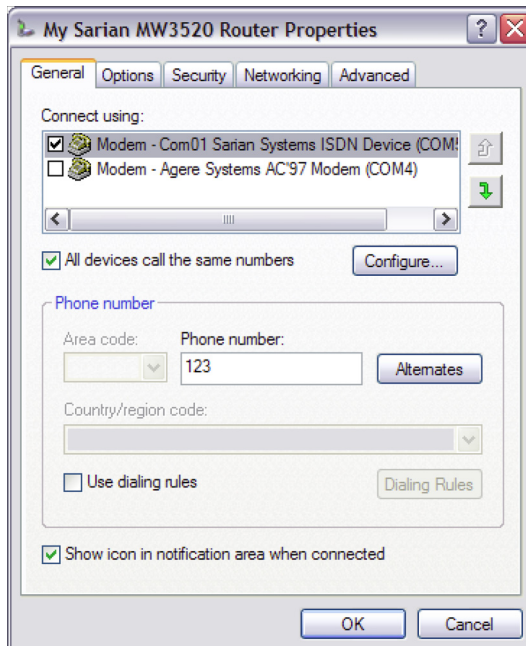 My Sarian MW3520 Router Properties
General Options Security Networking Advanced
Connect using:
Modem - Com01 Sarian Systems ISDN Device (COM5
Modem - Agere Systems AC'97 Modem (COM4)
All devices call the same numbers
Configure...
Phone number
Area code: Phone number:
123
Alternates
Country/region code:
Use dialing rules
Dialing Rules
Show icon in notification area when connected
OK Cancel